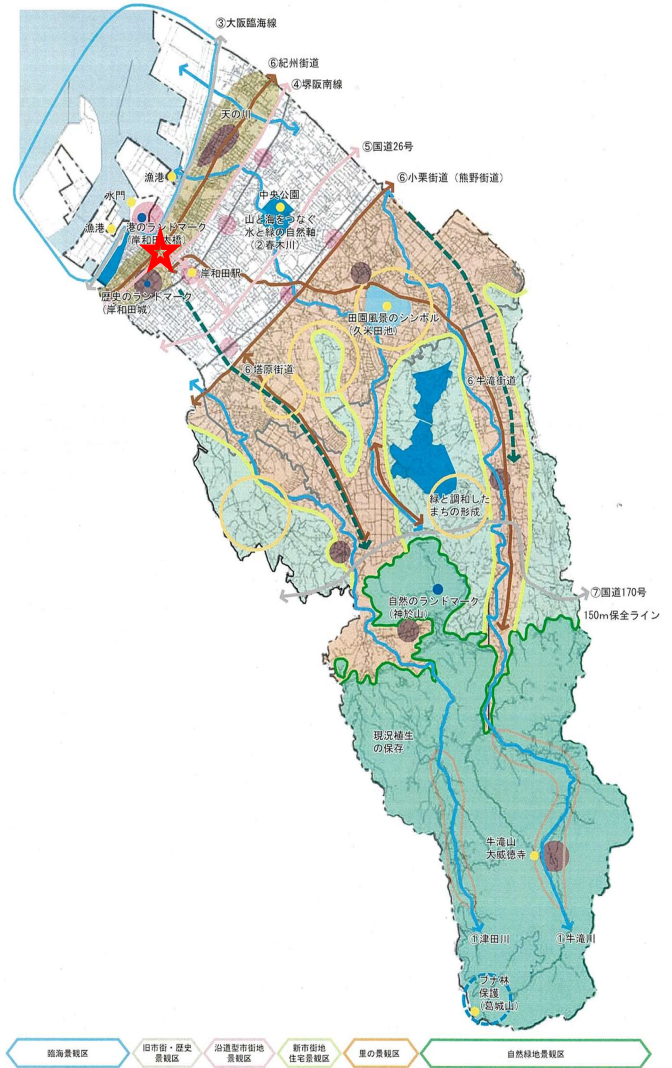 ③大阪臨海線
⑥紀州街道
④堺阪南線
天の川
⑤国道26号
漁港
中央公園
⑥小栗街道（熊野街道）
水門
漁港
山と海をつなぐ
水と緑の自然軸
（②春木川）
港のランドマーク
（岸和田大橋）
岸和田駅
歴史のランドマーク
（岸和田城）
田園風景のシンボル
（久米田池）
⑥塔原街道
⑥牛滝街道
緑と調和した
まちの形成
⑦国道170号
自然のランドマーク
（神於山）
150m保全ライン
現況植生
の保存
牛滝山
大威徳寺
①津田川
①牛滝川
ブナ林
保護
（葛城山）
臨海景観区
旧市街・歴史
景観区
沿道型市街地
景観区
新市街地
住宅景観区
里の景観区
自然緑地景観区